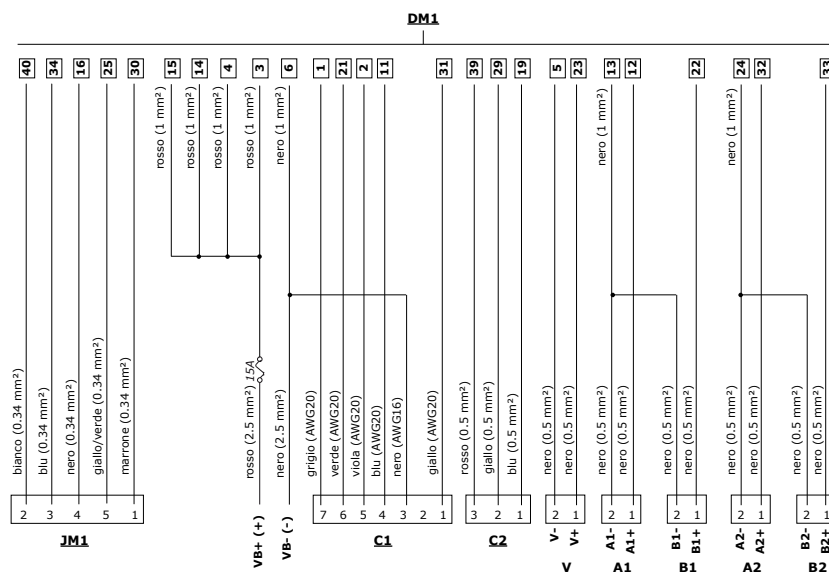 DM1
40 34 16 25 30 15 14 4 3 6 1 21 2 11 31 39 29 19 5 23 13 12 22 24 32 33
rosso (1 mm²)
rosso (1 mm²)
rosso (1 mm²)
rosso (1 mm²)
nero (1 mm²)
nero (1 mm²)
nero (1 mm²)
15A
bianco (0.34 mm²)
blu (0.34 mm²)
nero (0.34 mm²)
giallo/verde (0.34 mm²)
marrone (0.34 mm²)
rosso (2.5 mm²)
nero (2.5 mm²)
grigio (AWG20)
verde (AWG20)
viola (AWG20)
blu (AWG20)
nero (AWG16)
giallo (AWG20)
rosso (0.5 mm²)
giallo (0.5 mm²)
blu (0.5 mm²)
nero (0.5 mm²)
nero (0.5 mm²)
nero (0.5 mm²)
nero (0.5 mm²)
nero (0.5 mm²)
nero (0.5 mm²)
nero (0.5 mm²)
nero (0.5 mm²)
nero (0.5 mm²)
nero (0.5 mm²)
2 3 4 5 1 7 6 5 4 3 2 1 3 2 1 2 1 2 1 2 1 2 1 2 1
VB+ (+)
VB- (-)
V-
V+
A1-
A1+
B1-
B1+
A2-
A2+
B2-
B2+
JM1 C1 C2
V A1 B1 A2 B2